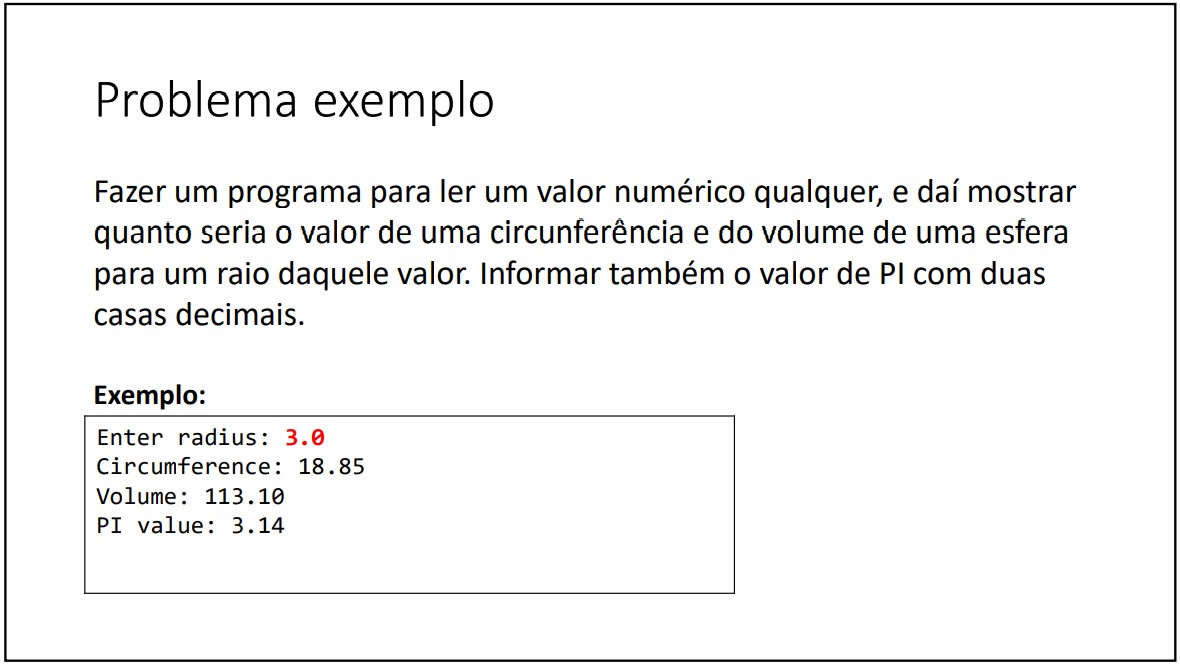 Problema exemplo
Fazer um programa para ler um valor numérico qualquer, e daí mostrar
quanto seria o valor de uma circunferência e do volume de uma esfera
para um raio daquele valor. Informar também o valor de PI com duas
casas decimais.
Exemplo:
Enter radius: 3.0
Circumference: 18.85
Volume: 113.10
PI value: 3.14